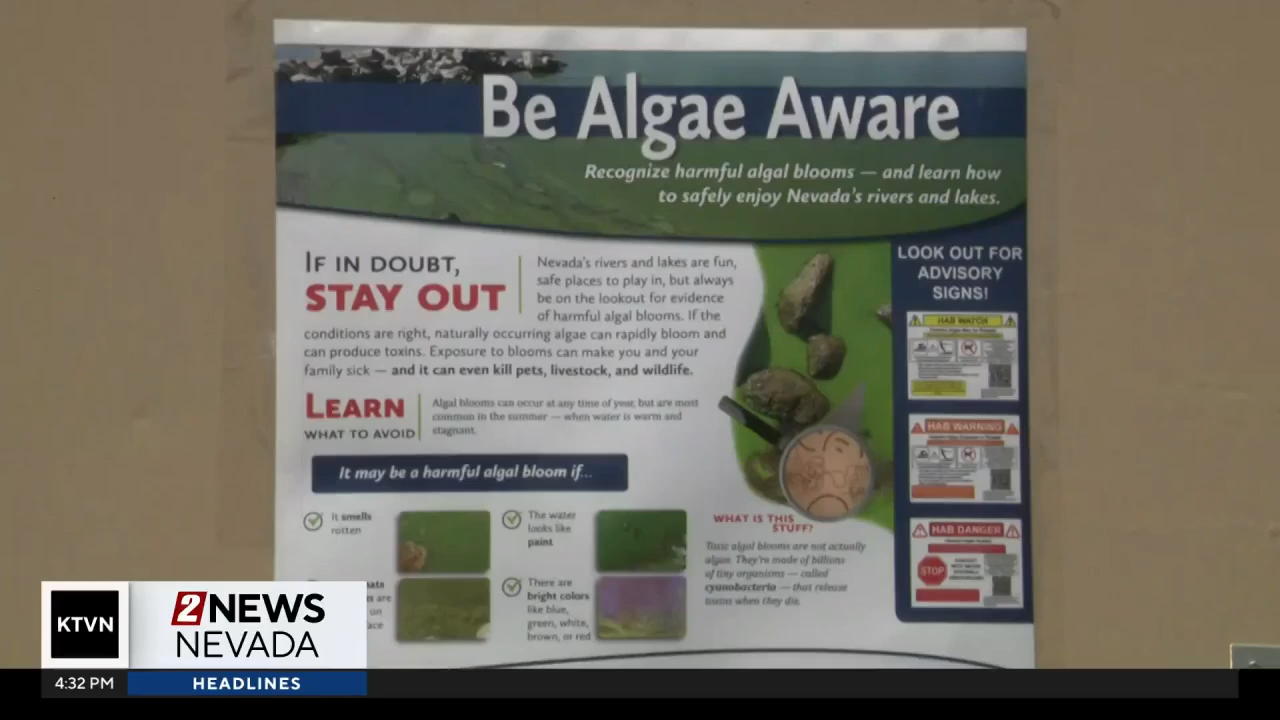 Be Algae Aware
Recognize harmful algal blooms — and learn how
to safely enjoy Nevada's rivers and lakes.
IF IN DOUBT,
STAY OUT
Nevada's rivers and lakes are fun,
safe places to play in, but always
be on the lookout for evidence
of harmful algal blooms. If the
conditions are right, naturally occurring algae can rapidly bloom and
can produce toxins. Exposure to blooms can make you and your
family sick — and it can even kill pets, livestock, and wildlife.
LEARN
WHAT TO AVOID
Algal blooms can occur at any time of year, but are most
common in the summer — when water is warm and
stagnant.
It may be a harmful algal bloom if...
It smells
rotten
The water
looks like
paint
There are
bright colors
like blue,
green, white,
brown, or red
are
on
WHAT IS THIS
STUFF?
Toxic algal blooms are not actually
algae. They're made of billions
of tiny organisms — called
cyanobacteria — that release
toxins when they die.
LOOK OUT FOR
ADVISORY
SIGNS!
HAB WATCH
HAB WARNING
HAB DANGER
STOP
KTVN
2 NEWS
NEVADA
4:32 PM
HEADLINES